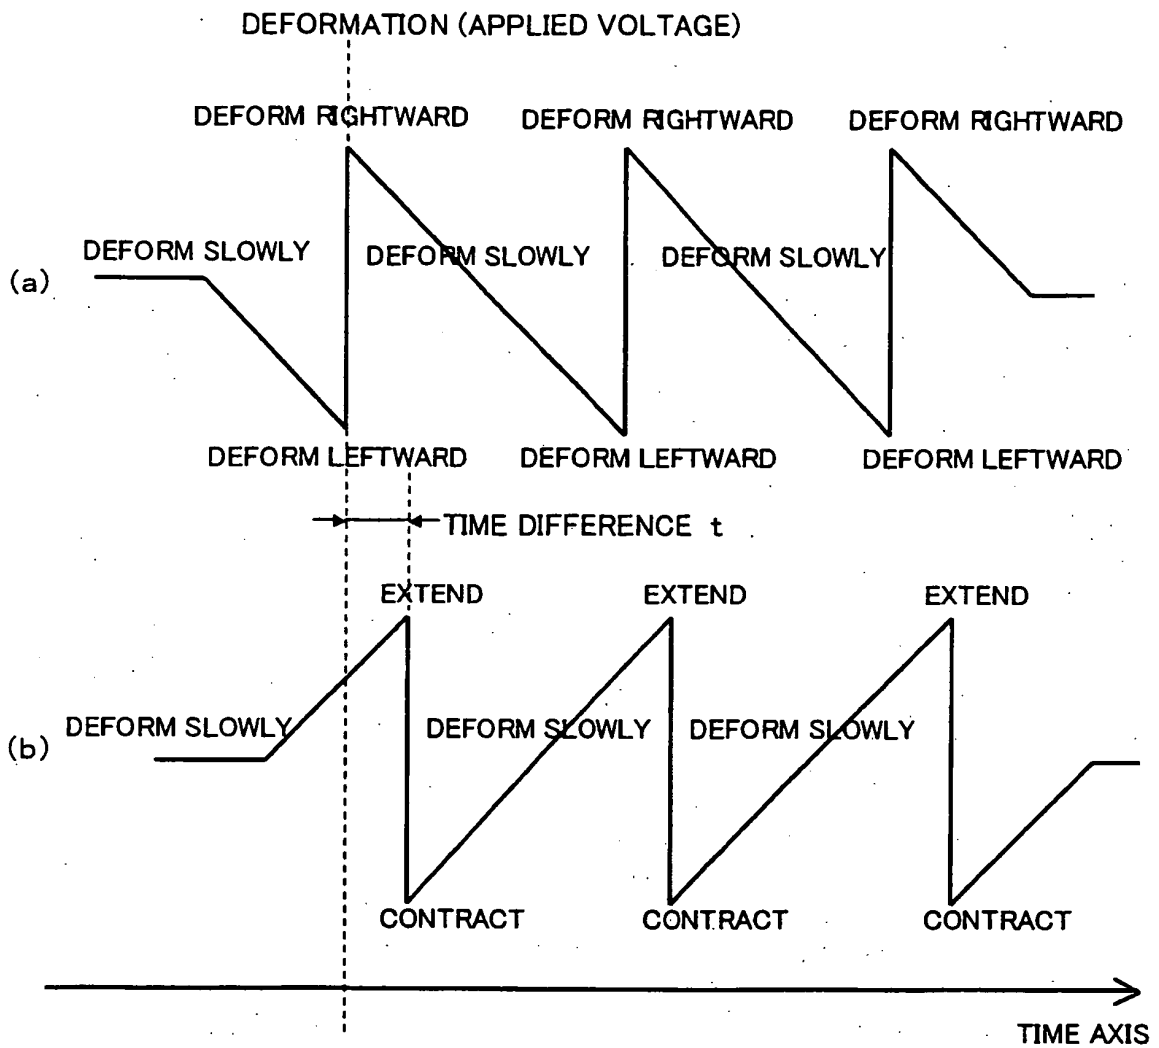 DEFORMATION (APPLIED VOLTAGE)
DEFORM RIGHTWARD
DEFORM RIGHTWARD
DEFORM RIGHTWARD
DEFORM SLOWLY
DEFORM SLOWLY
DEFORM SLOWLY
(a)
DEFORM LEFTWARD
DEFORM LEFTWARD
DEFORM LEFTWARD
TIME DIFFERENCE t
EXTEND
EXTEND
EXTEND
DEFORM SLOWLY
DEFORM SLOWLY
DEFORM SLOWLY
(b)
CONTRACT
CONTRACT
CONTRACT
TIME AXIS